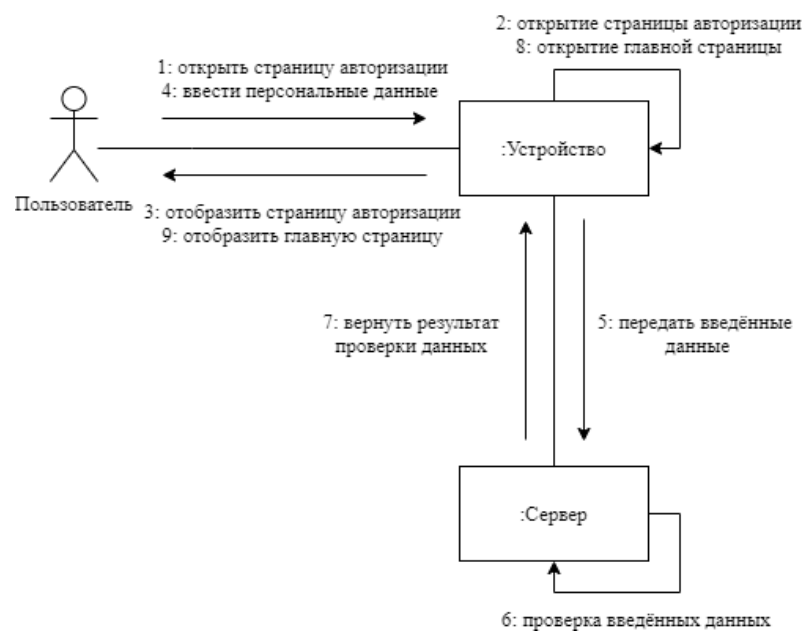 2: открытие страницы авторизации
8: открытие главной страницы
1: открыть страницу авторизации
4: ввести персональные данные
:Устройство
Пользователь
3: отобразить страницу авторизации
9: отобразить главную страницу
7: вернуть результат
проверки данных
5: передать введённые
данные
:Сервер
6: проверка введённых данных